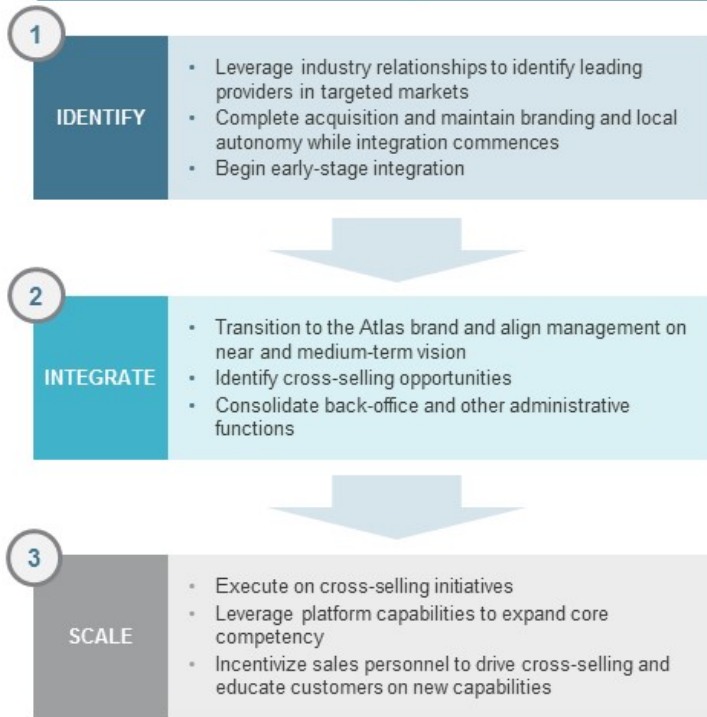 1
IDENTIFY
• Leverage industry relationships to identify leading
providers in targeted markets
• Complete acquisition and maintain branding and local
autonomy while integration commences
• Begin early-stage integration
2
INTEGRATE
• Transition to the Atlas brand and align management on
near and medium-term vision
• Identify cross-selling opportunities
• Consolidate back-office and other administrative
functions
3
SCALE
• Execute on cross-selling initiatives
• Leverage platform capabilities to expand core
competency
• Incentivize sales personnel to drive cross-selling and
educate customers on new capabilities